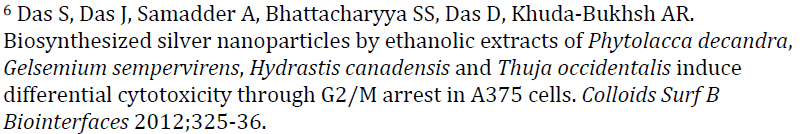 6 Das S, Das J, Samadder A, Bhattacharyya SS, Das D, Khuda-Bukhsh AR.
Biosynthesized silver nanoparticles by ethanolic extracts of Phytolacca decandra,
Gelsemium sempervirens, Hydrastis canadensis and Thuja occidentalis induce
differential cytotoxicity through G2/M arrest in A375 cells. Colloids Surf B
Biointerfaces 2012;325-36.